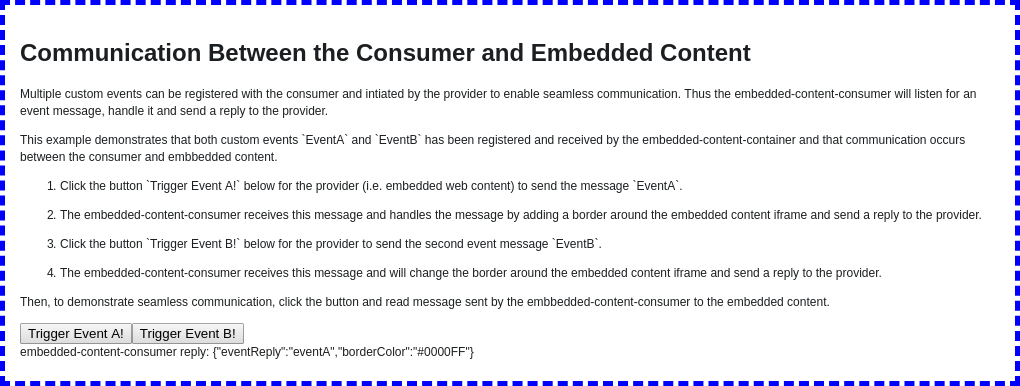 Communication Between the Consumer and Embedded Content
Multiple custom events can be registered with the consumer and intiated by the provider to enable seamless communication. Thus the embedded-content-consumer will listen for an
event message, handle it and send a reply to the provider.
This example demonstrates that both custom events `EventA` and `EventB` has been registered and received by the embedded-content-container and that communication occurs
between the consumer and embbedded content.
1. Click the button `Trigger Event A!` below for the provider (i.e. embedded web content) to send the message `EventA`.
2. The embedded-content-consumer receives this message and handles the message by adding a border around the embedded content iframe and send a reply to the provider.
3. Click the button `Trigger Event B!` below for the provider to send the second event message `EventB`.
4. The embedded-content-consumer receives this message and will change the border around the embedded content iframe and send a reply to the provider.
Then, to demonstrate seamless communication, click the button and read message sent by the embbedded-content-consumer to the embedded content.
Trigger Event A! Trigger Event B!
embedded-content-consumer reply: {"eventReply":"eventA","borderColor":"#0000FF"}